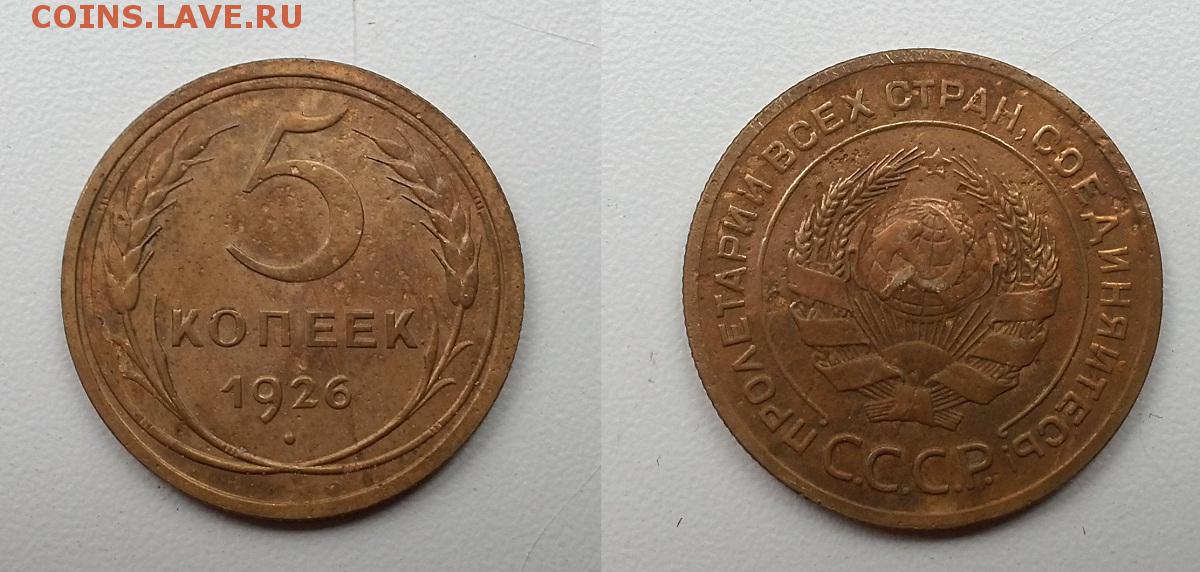 COINS.LAVE.RU
5
КОПЕЕК
1926
ПРОЛЕТАРИИ ВСЕХ СТРАН, СОЕДИНЯЙТЕСЬ!
С.С.С.Р.